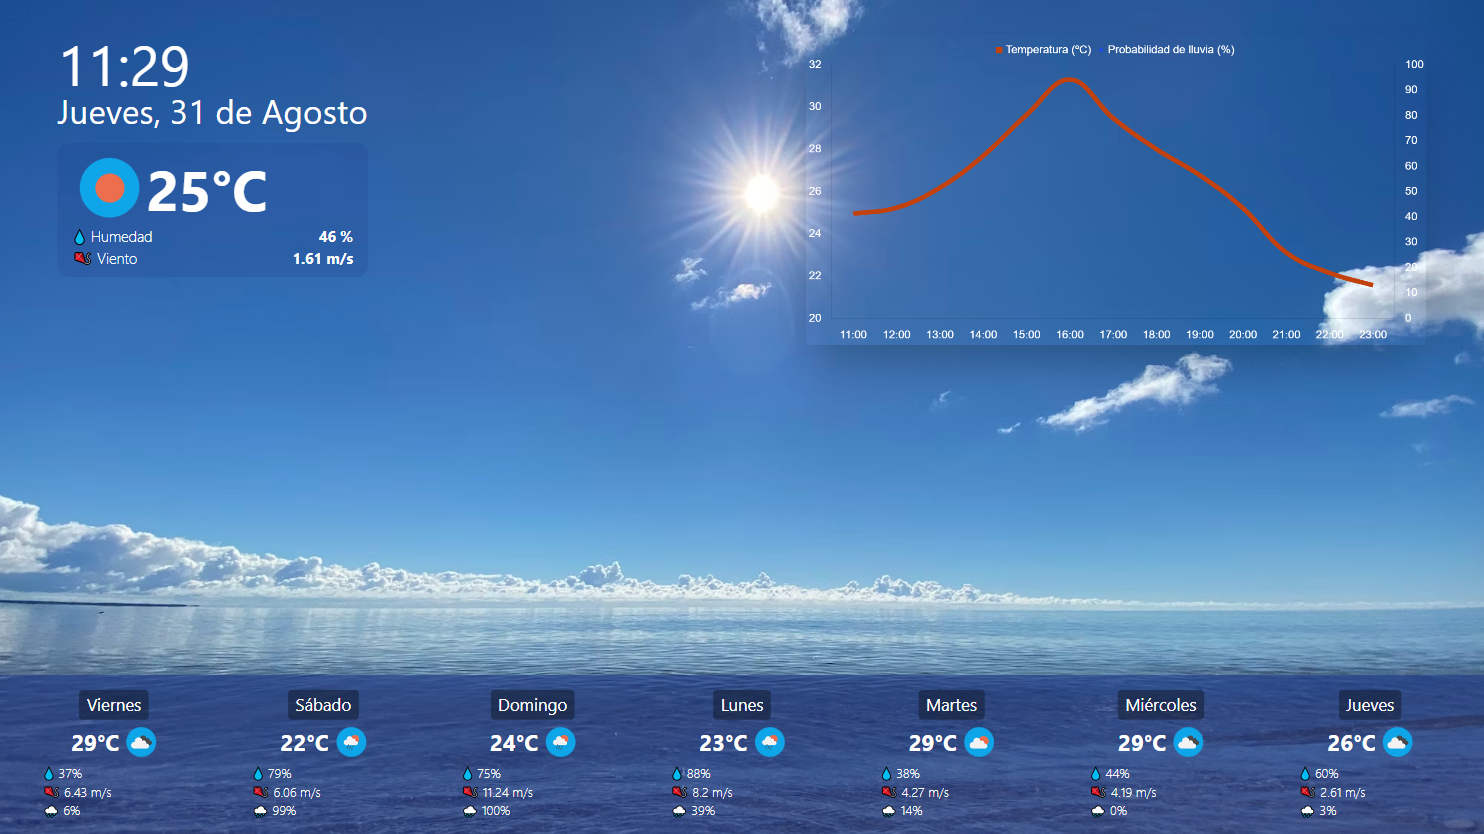 11:29
Jueves, 31 de Agosto
25°C
Humedad 46 %
Viento 1.61 m/s
Temperatura (ºC) Probabilidad de lluvia (%)
32 100
90
30 80
70
28 60
26 50
24 40
30
22 20
10
20 0
11:00 12:00 13:00 14:00 15:00 16:00 17:00 18:00 19:00 20:00 21:00 22:00 23:00
Viernes Sábado Domingo Lunes Martes Miércoles Jueves
29°C 22°C 24°C 23°C 29°C 29°C 26°C
37% 79% 75% 88% 38% 44% 60%
6.43 m/s 6.06 m/s 11.24 m/s 8.2 m/s 4.27 m/s 4.19 m/s 2.61 m/s
6% 99% 100% 39% 14% 0% 3%